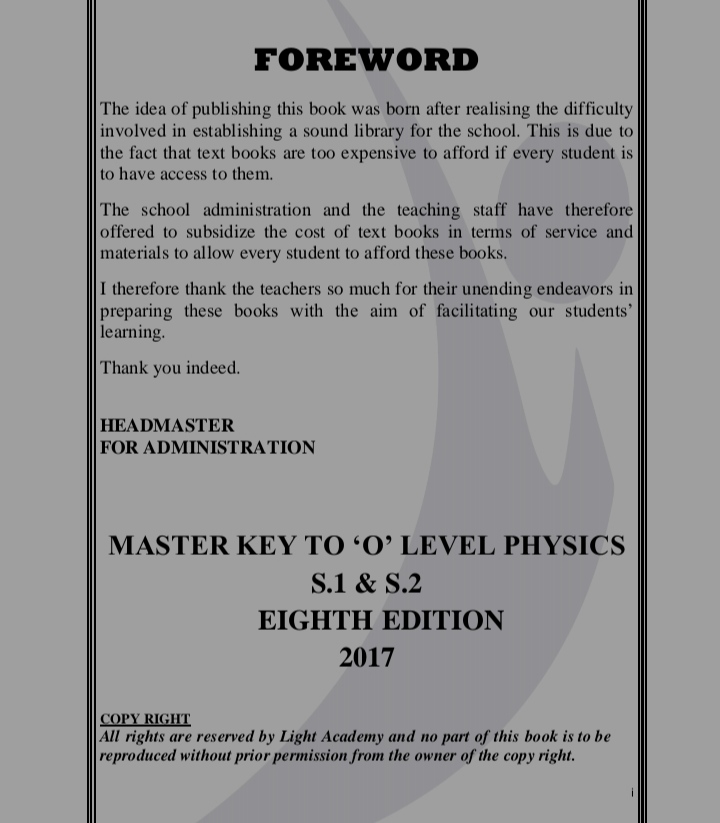 FOREWORD
The idea of publishing this book was born after realising the difficulty
involved in establishing a sound library for the school. This is due to
the fact that text books are too expensive to afford if every student is
to have access to them.
The school administration and the teaching staff have therefore
offered to subsidize the cost of text books in terms of service and
materials to allow every student to afford these books.
I therefore thank the teachers so much for their unending endeavors in
preparing these books with the aim of facilitating our students’
learning.
Thank you indeed.
HEADMASTER
FOR ADMINISTRATION
MASTER KEY TO ‘O’ LEVEL PHYSICS
S.1 & S.2
EIGHTH EDITION
2017
COPY RIGHT
All rights are reserved by Light Academy and no part of this book is to be
reproduced without prior permission from the owner of the copy right.
i